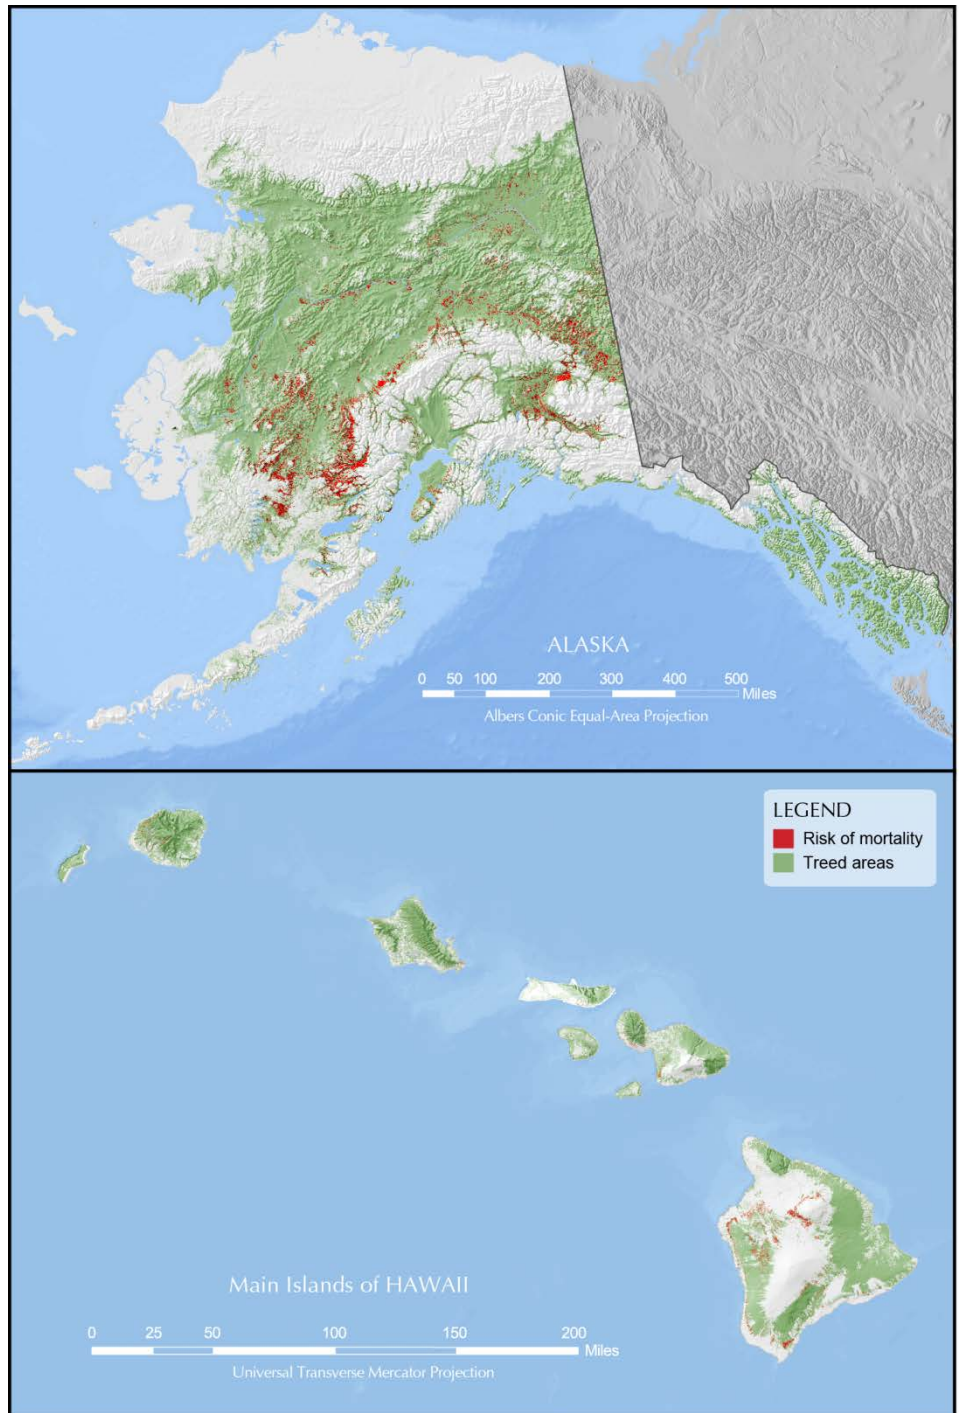 ALASKA
0 50 100 200 300 400 500
Miles
Albers Conic Equal-Area Projection
LEGEND
Risk of mortality
Treed areas
Main Islands of HAWAII
0 25 50 100 150 200
Miles
Universal Transverse Mercator Projection